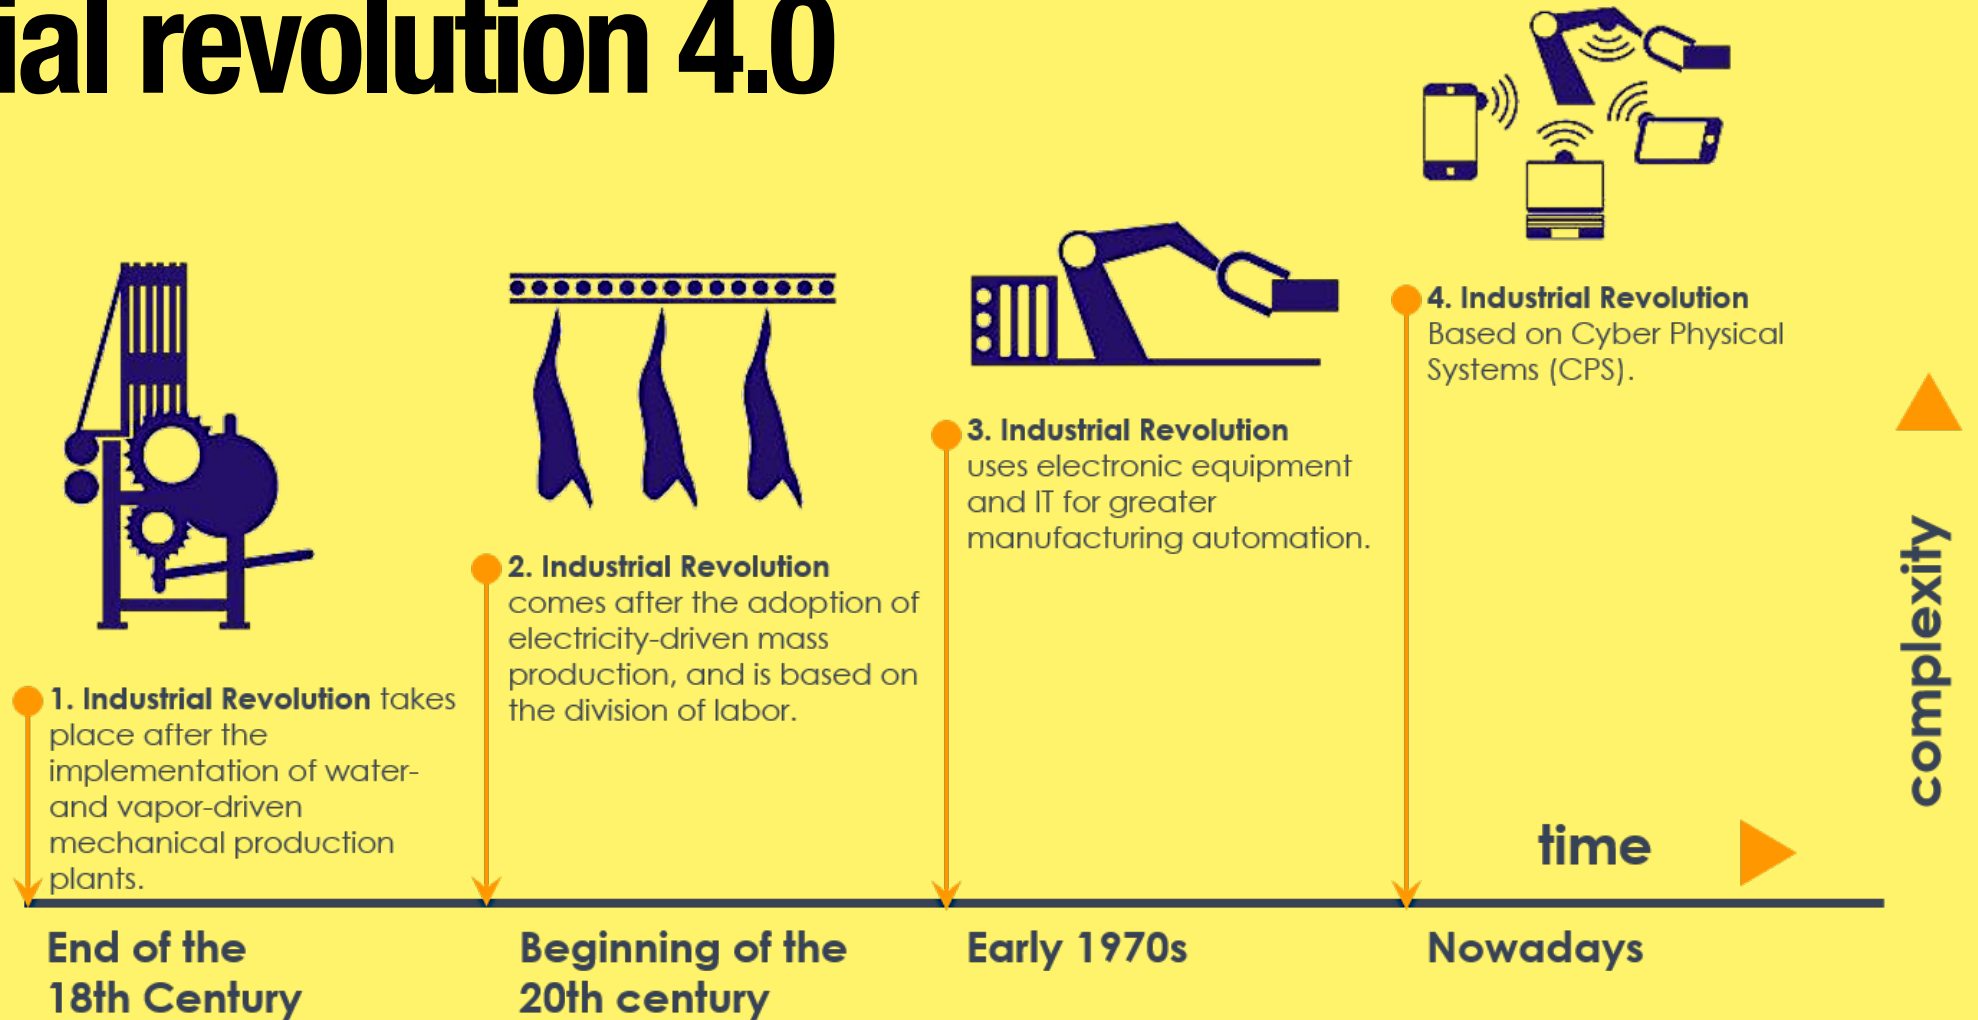 ial revolution 4.0
1. Industrial Revolution takes
place after the
implementation of water-
and vapor-driven
mechanical production
plants.
2. Industrial Revolution
comes after the adoption of
electricity-driven mass
production, and is based on
the division of labor.
3. Industrial Revolution
uses electronic equipment
and IT for greater
manufacturing automation.
4. Industrial Revolution
Based on Cyber Physical
Systems (CPS).
complexity
time
End of the
18th Century
Beginning of the
20th century
Early 1970s
Nowadays